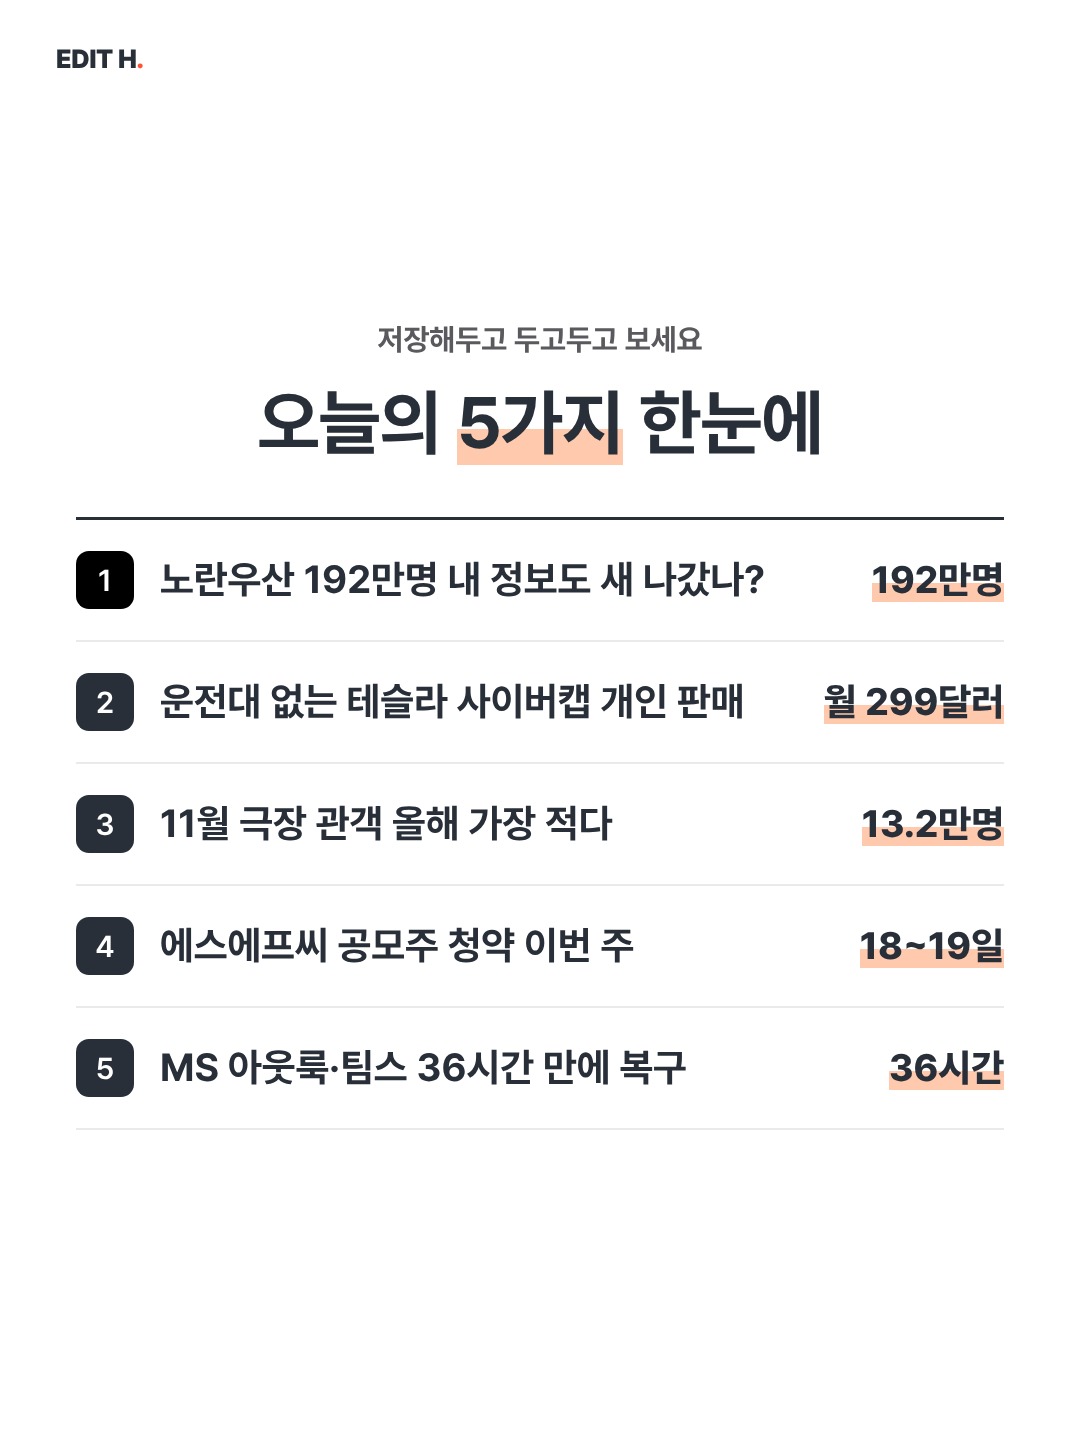 EDIT H.
저장해두고 두고두고 보세요
오늘의 5가지 한눈에
1 노란우산 192만명 내 정보도 새 나갔나? 192만명
2 운전대 없는 테슬라 사이버캡 개인 판매 월 299달러
3 11월 극장 관객 올해 가장 적다 13.2만명
4 에스에프씨 공모주 청약 이번 주 18~19일
5 MS 아웃룩·팀스 36시간 만에 복구 36시간